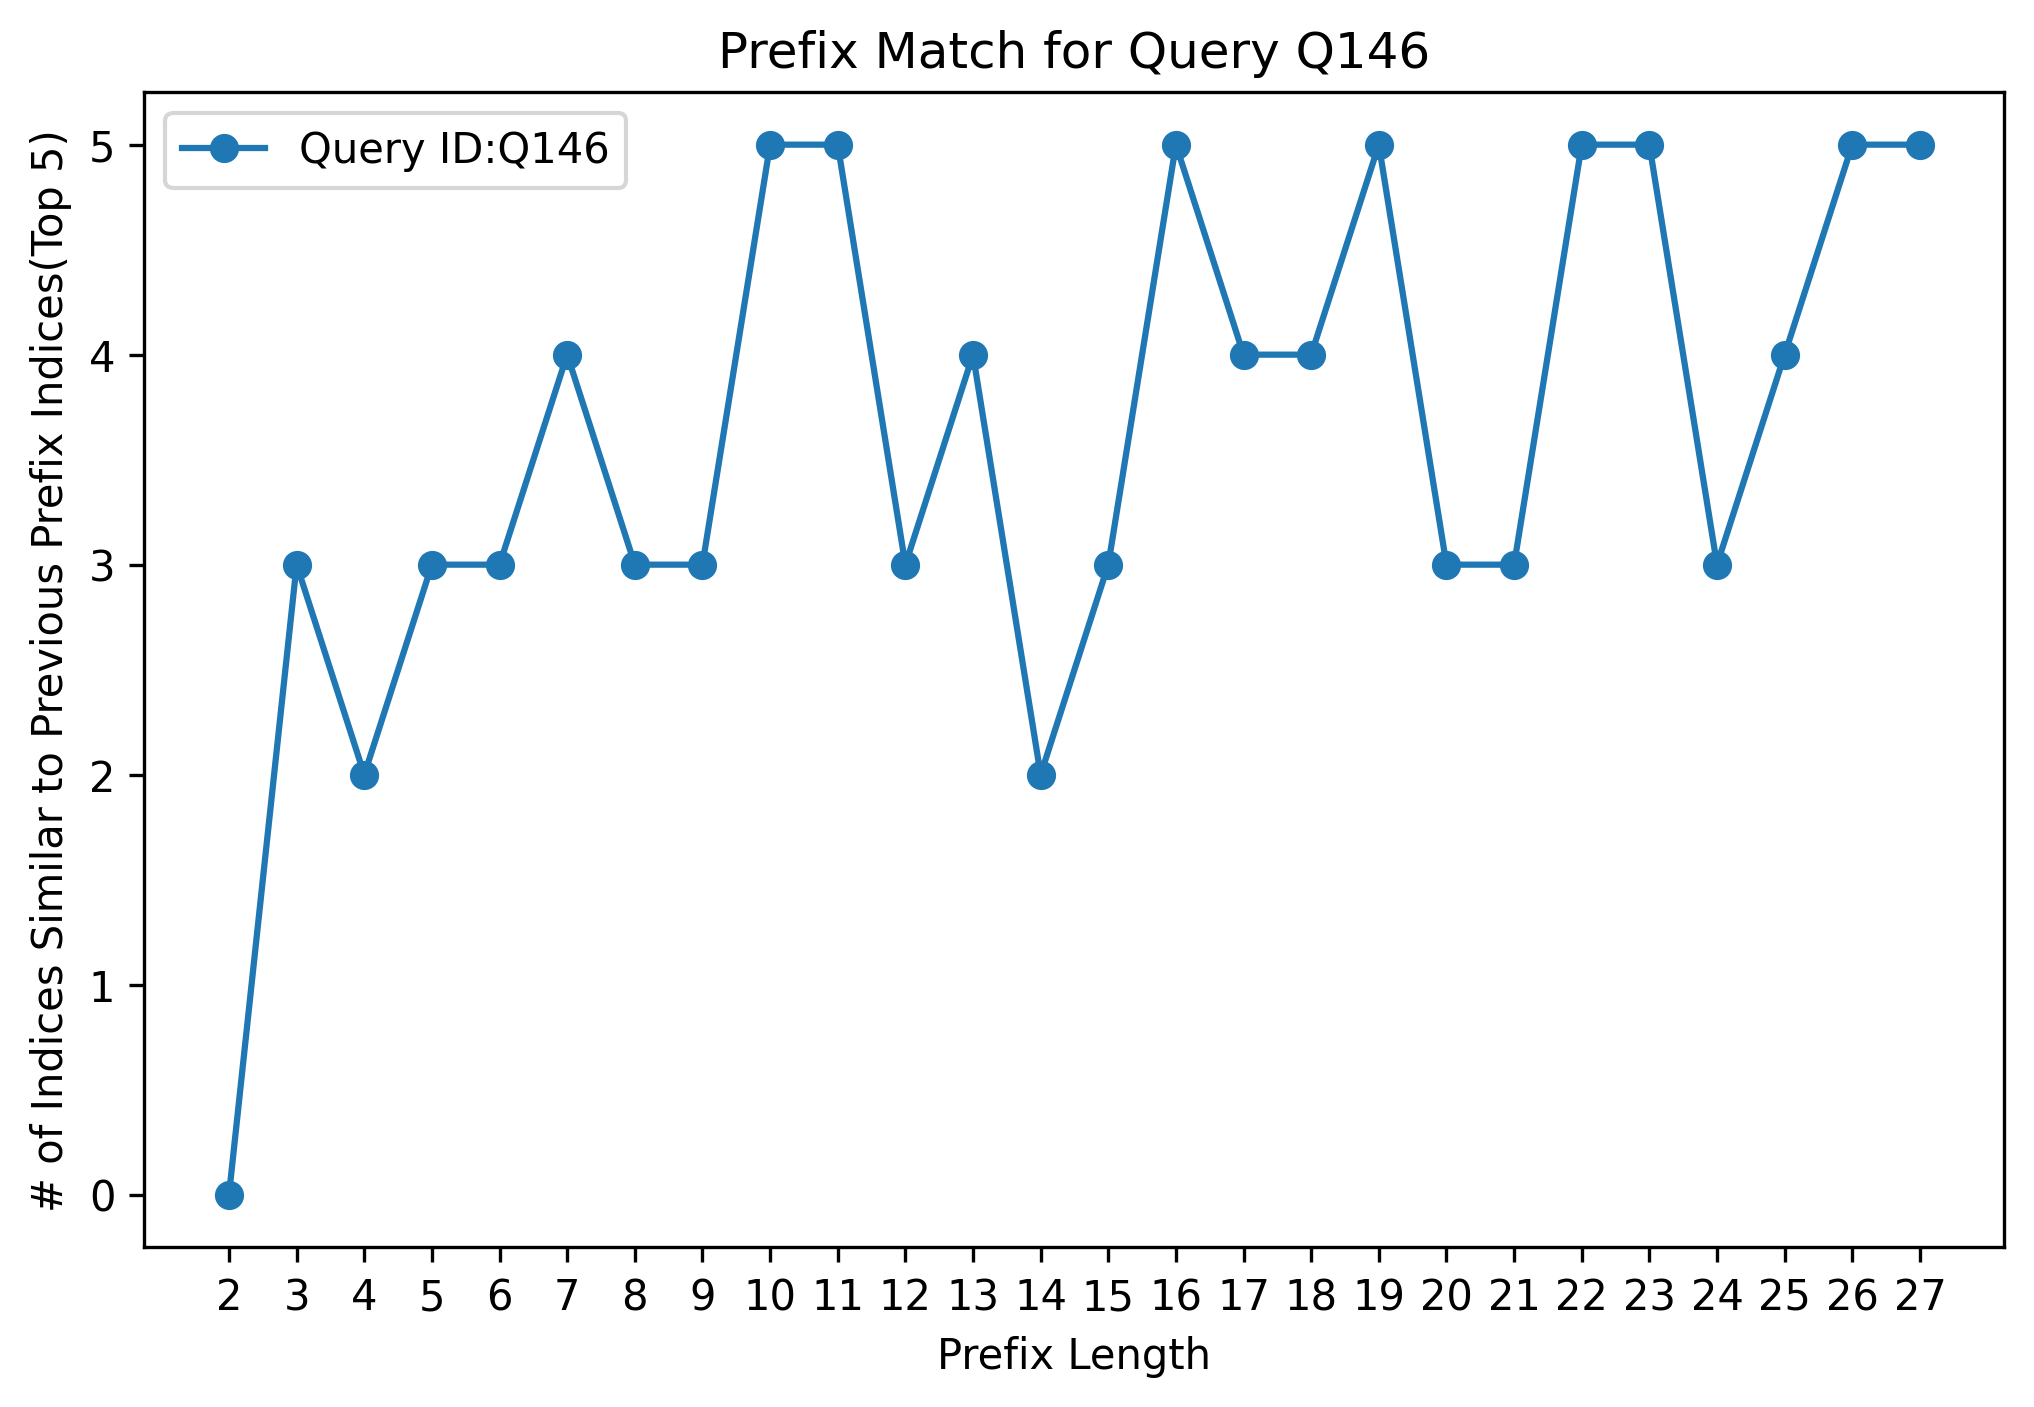 Prefix Match for Query Q146
Query ID:Q146
# of Indices Similar to Previous Prefix Indices(Top 5)
5
4
3
2
1
0
2 3 4 5 6 7 8 9 10 11 12 13 14 15 16 17 18 19 20 21 22 23 24 25 26 27
Prefix Length